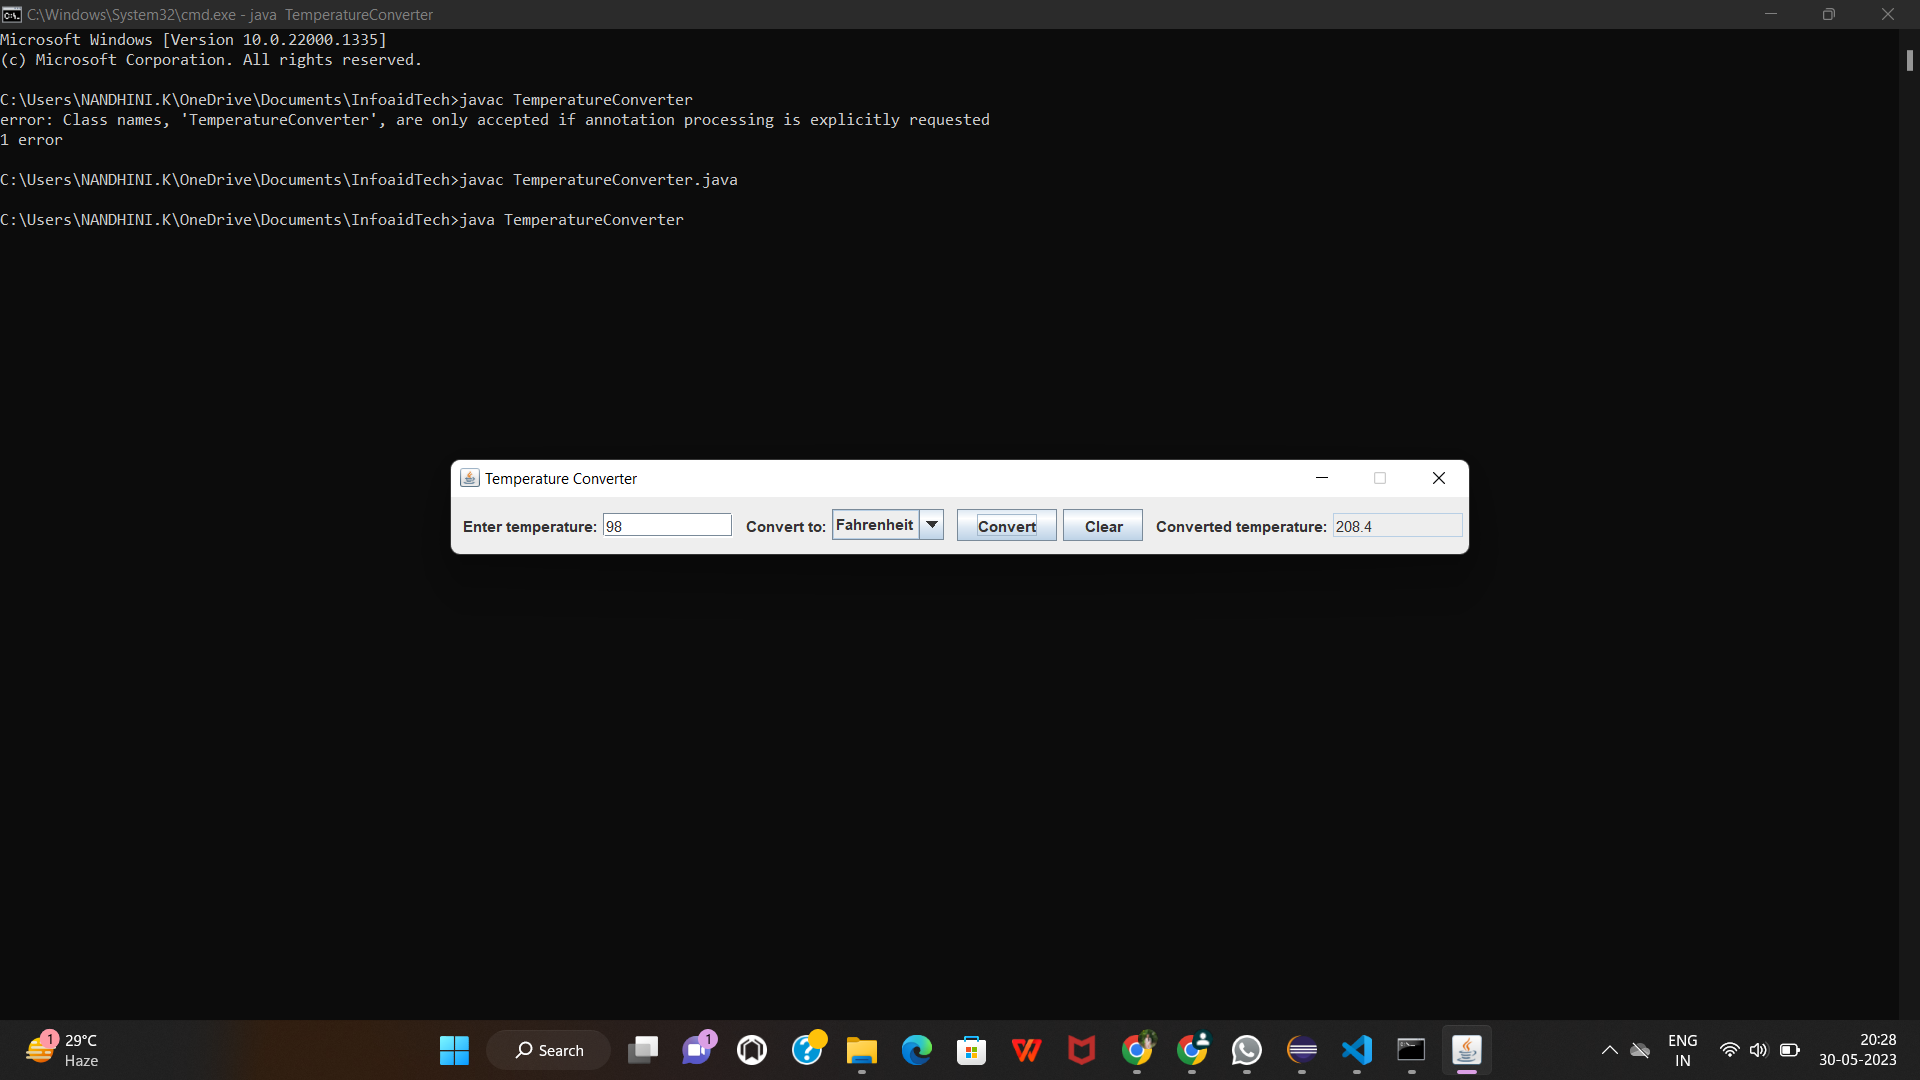 C:\Windows\System32\cmd.exe - java  TemperatureConverter
Microsoft Windows [Version 10.0.22000.1335]
(c) Microsoft Corporation. All rights reserved.
C:\Users\NANDHINI.K\OneDrive\Documents\InfoaidTech>javac TemperatureConverter
error: Class names, 'TemperatureConverter', are only accepted if annotation processing is explicitly requested
1 error
C:\Users\NANDHINI.K\OneDrive\Documents\InfoaidTech>javac TemperatureConverter.java
C:\Users\NANDHINI.K\OneDrive\Documents\InfoaidTech>java TemperatureConverter
Temperature Converter
Enter temperature: 98 Convert to: Fahrenheit Convert Clear Converted temperature: 208.4
1 29°C
Haze
Search
1
ENG
IN
20:28
30-05-2023